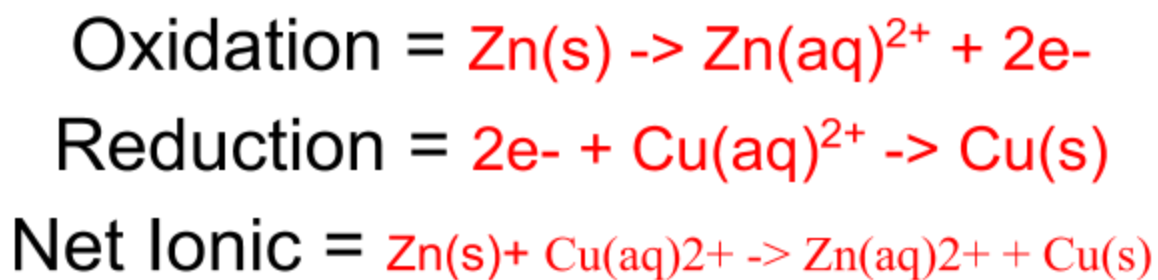 Oxidation = Zn(s) -> Zn(aq)²⁺ + 2e-
Reduction = 2e- + Cu(aq)²⁺ -> Cu(s)
Net Ionic = Zn(s)+ Cu(aq)2+ -> Zn(aq)2+ + Cu(s)